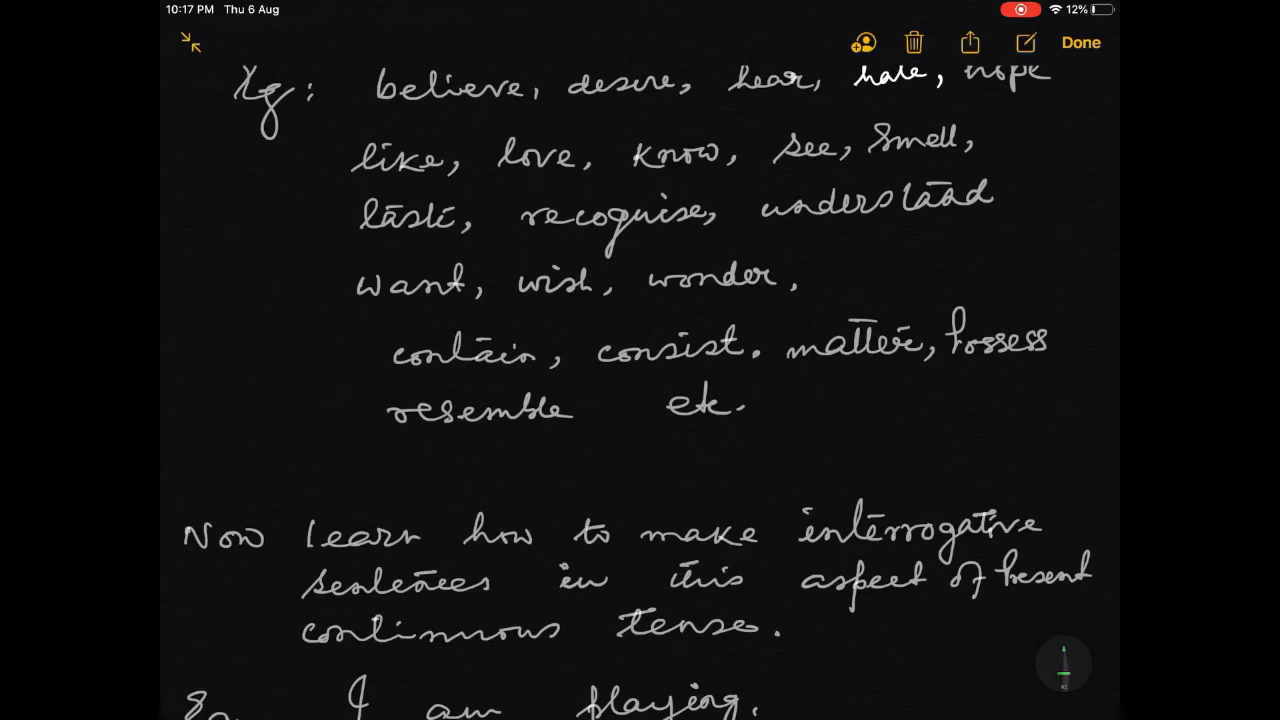 10:17 PM Thu 6 Aug 12%
Done
Eg: believe, desire, hear, hate, hope
like, love, know, see, smell,
taste, recognise, understand
want, wish, wonder,
contain, consist. matter, possess
resemble etc.
Now learn how to make interrogative
sentences in this aspect of Present
continuous tense.
Eg I am playing.